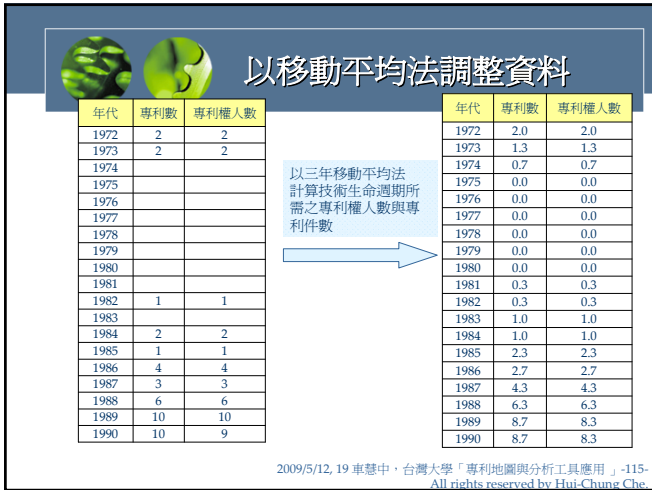 以移動平均法調整資料
年代 專利數 專利權人數
1972 2 2
1973 2 2
1974
1975
1976
1977
1978
1979
1980
1981
1982 1 1
1983
1984 2 2
1985 1 1
1986 4 4
1987 3 3
1988 6 6
1989 10 10
1990 10 9
以三年移動平均法
計算技術生命週期所
需之專利權人數與專
利件數
年代 專利數 專利權人數
1972 2.0 2.0
1973 1.3 1.3
1974 0.7 0.7
1975 0.0 0.0
1976 0.0 0.0
1977 0.0 0.0
1978 0.0 0.0
1979 0.0 0.0
1980 0.0 0.0
1981 0.3 0.3
1982 0.3 0.3
1983 1.0 1.0
1984 1.0 1.0
1985 2.3 2.3
1986 2.7 2.7
1987 4.3 4.3
1988 6.3 6.3
1989 8.7 8.3
1990 8.7 8.3
2009/5/12, 19 車慧中，台灣大學「專利地圖與分析工具應用 」-115-
All rights reserved by Hui-Chung Che.